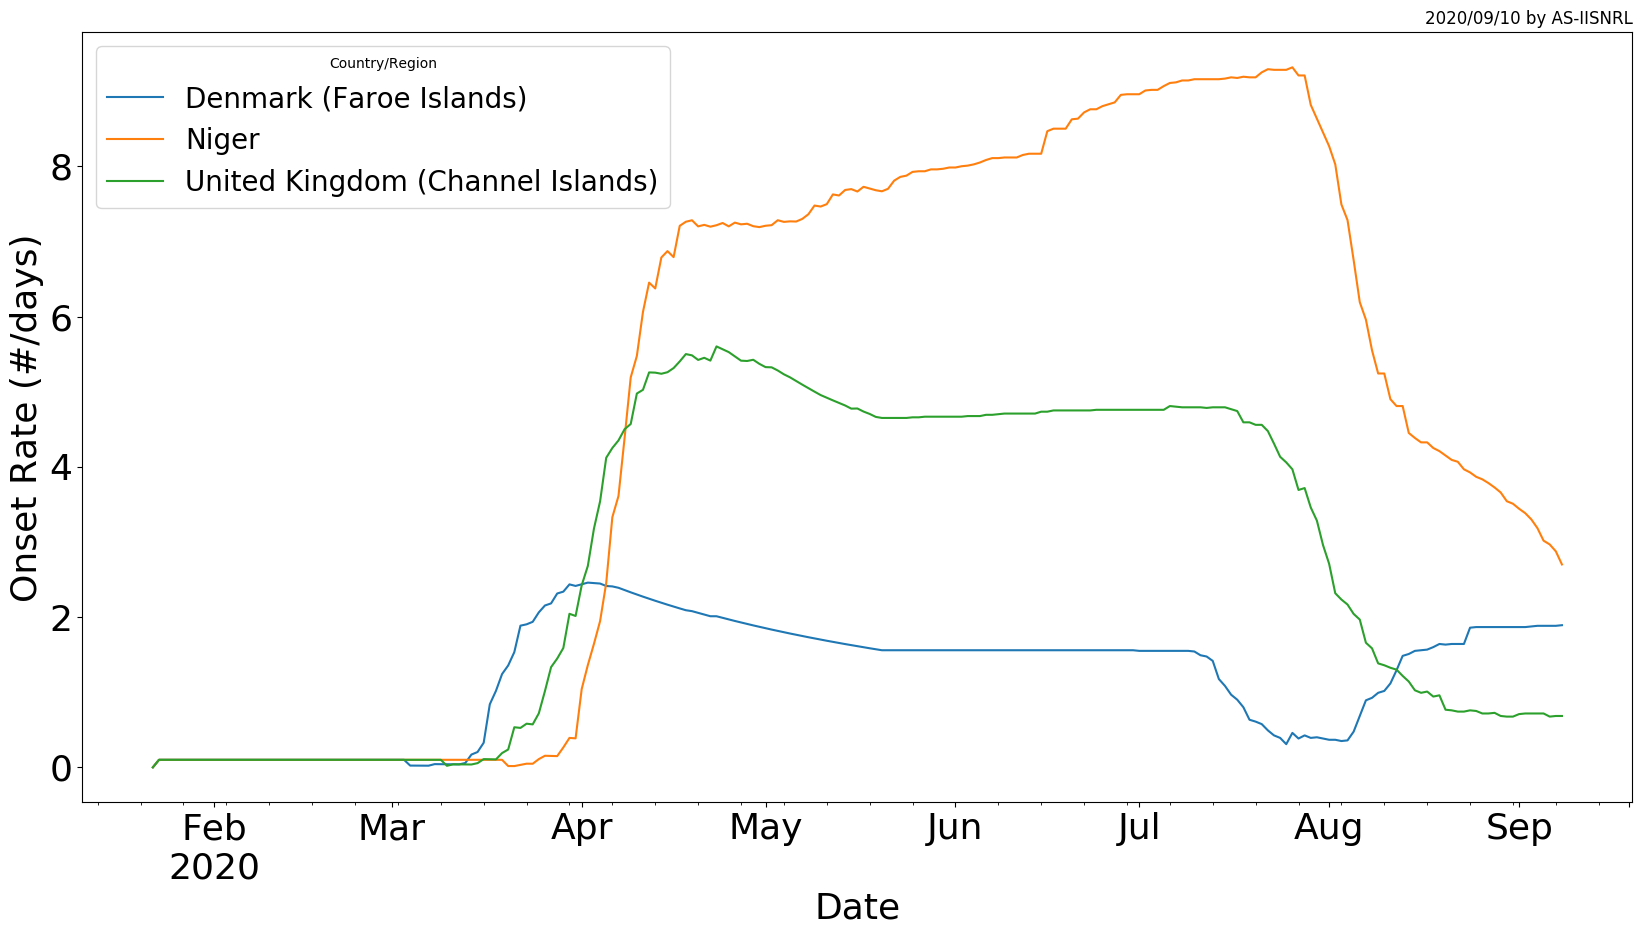 2020/09/10 by AS-IISNRL
Country/Region
Denmark (Faroe Islands)
Niger
United Kingdom (Channel Islands)
Onset Rate (#/days)
8
6
4
2
0
Feb Mar Apr May Jun Jul Aug Sep
2020
Date